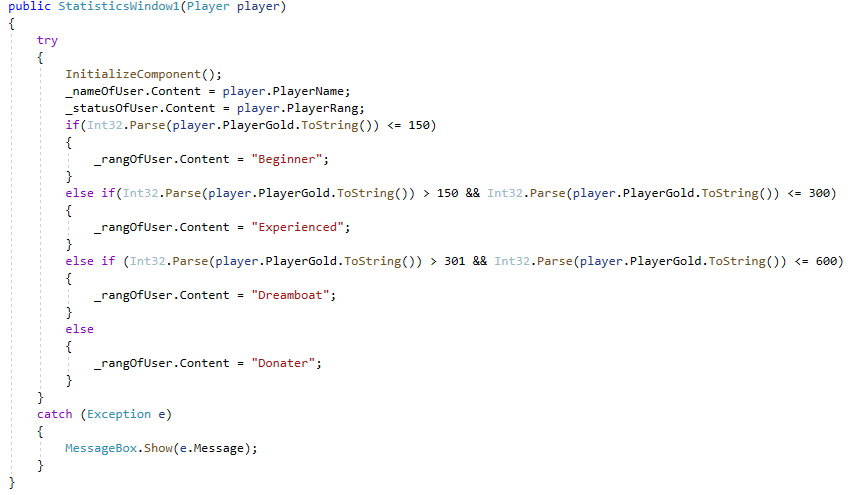 public StatisticsWindow1(Player player)
{
try
{
InitializeComponent();
_nameOfUser.Content = player.PlayerName;
_statusOfUser.Content = player.PlayerRang;
if(Int32.Parse(player.PlayerGold.ToString()) <= 150)
{
_rangOfUser.Content = "Beginner";
}
else if(Int32.Parse(player.PlayerGold.ToString()) > 150 && Int32.Parse(player.PlayerGold.ToString()) <= 300)
{
_rangOfUser.Content = "Experienced";
}
else if (Int32.Parse(player.PlayerGold.ToString()) > 301 && Int32.Parse(player.PlayerGold.ToString()) <= 600)
{
_rangOfUser.Content = "Dreamboat";
}
else
{
_rangOfUser.Content = "Donater";
}
}
catch (Exception e)
{
MessageBox.Show(e.Message);
}
}